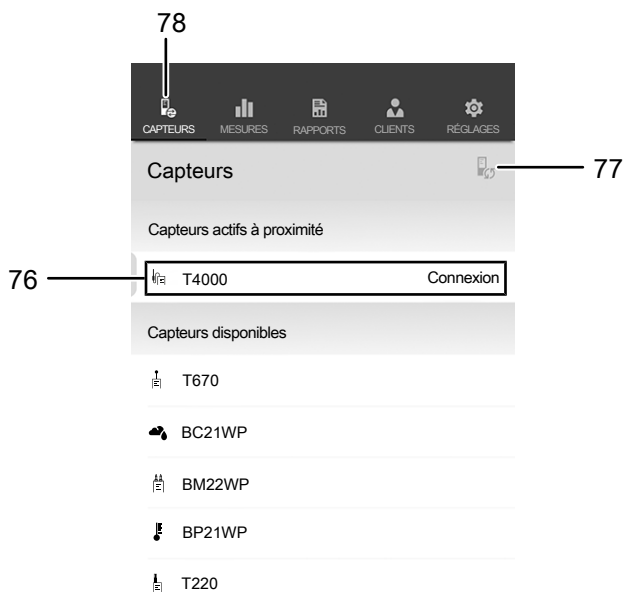 78
CAPTEURS MESURES RAPPORTS CLIENTS RÉGLAGES
Capteurs
77
Capteurs actifs à proximité
76
T4000 Connexion
Capteurs disponibles
T670
BC21WP
BM22WP
BP21WP
T220